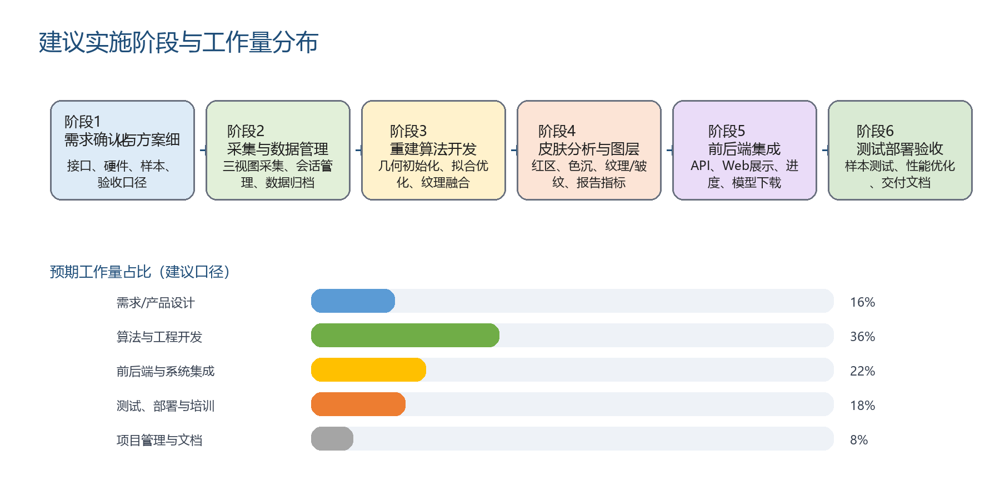 建议实施阶段与工作量分布
阶段1
需求确认与方案细
化
接口、硬件、样本、
验收口径
阶段2
采集与数据管理
三视图采集、会话管
理、数据归档
阶段3
重建算法开发
几何初始化、拟合优
化、纹理融合
阶段4
皮肤分析与图层
红区、色沉、纹理/皱
纹、报告指标
阶段5
前后端集成
API、Web展示、进
度、模型下载
阶段6
测试部署验收
样本测试、性能优化
、交付文档
预期工作量占比（建议口径）
需求/产品设计
16%
算法与工程开发
36%
前后端与系统集成
22%
测试、部署与培训
18%
项目管理与文档
8%